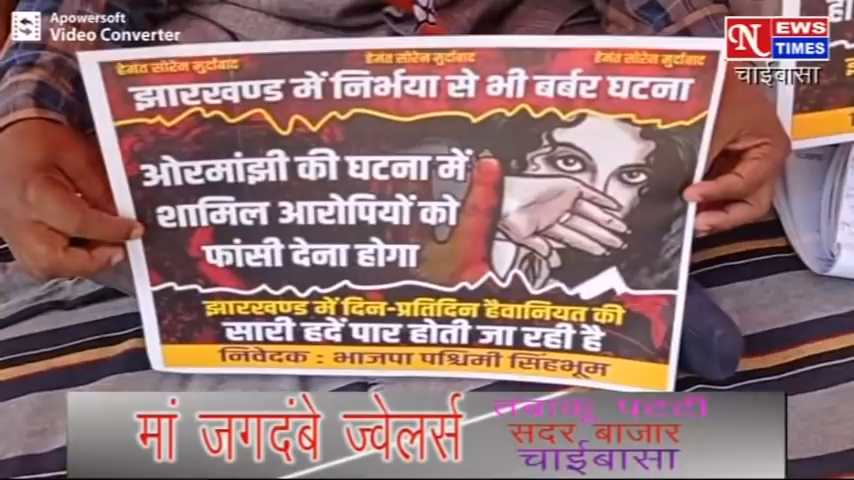 Apowersoft
Video Converter
NEWS
N TIMES
चाईबासा
हेमंत सोरेन मुर्दाबाद हेमंत सोरेन मुर्दाबाद हेमंत सोरेन मुर्दाबाद
झारखण्ड में निर्भया से भी बर्बर घटना
ओरमांझी की घटना में
शामिल आरोपियों को
फांसी देना होगा
झारखण्ड में दिन-प्रतिदिन हैवानियत की
सारी हदें पार होती जा रही है
निवेदक : भाजपा पश्चिमी सिंहभूम
मां जगदंबे ज्वेलर्स
तंबाकू पट्टी
सदर बाजार
चाईबासा